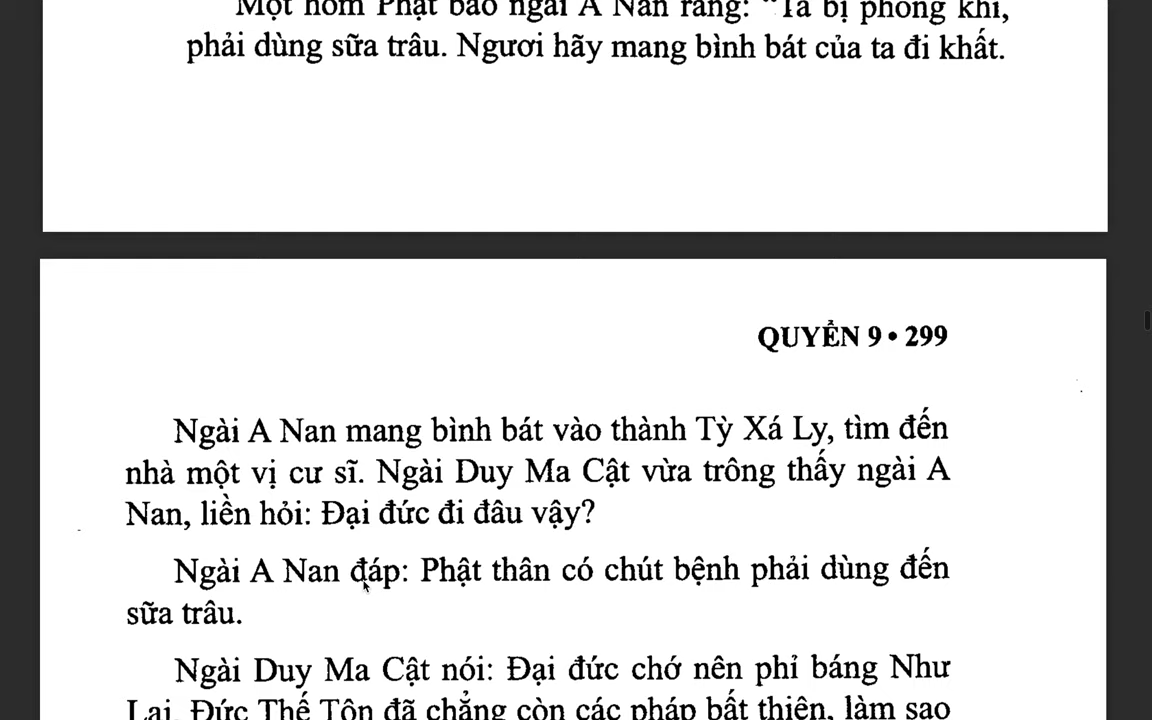 Một hôm Phật bảo ngài A Nan rằng: "Ta bị phong khí,
phải dùng sữa trâu. Ngươi hãy mang bình bát của ta đi khất.
QUYỂN 9 • 299
Ngài A Nan mang bình bát vào thành Tỳ Xá Ly, tìm đến
nhà một vị cư sĩ. Ngài Duy Ma Cật vừa trông thấy ngài A
Nan, liền hỏi: Đại đức đi đâu vậy?
Ngài A Nan đáp: Phật thân có chút bệnh phải dùng đến
sữa trâu.
Ngài Duy Ma Cật nói: Đại đức chớ nên phỉ báng Như
Lai. Đức Thế Tôn đã chẳng còn các pháp bất thiện, làm sao